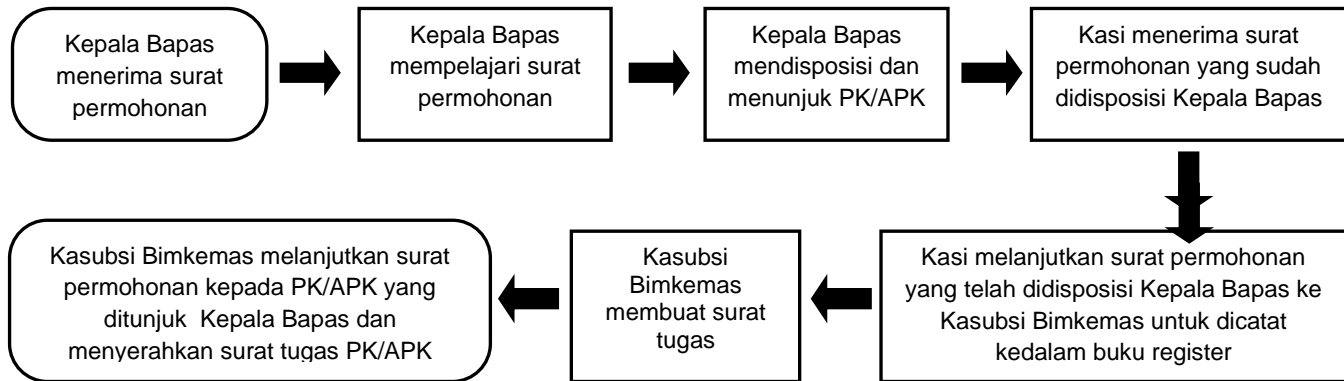 Kepala Bapas
menerima surat
permohonan
Kepala Bapas
mempelajari surat
permohonan
Kepala Bapas
mendisposisi dan
menunjuk PK/APK
Kasi menerima surat
permohonan yang sudah
didisposisi Kepala Bapas
Kasi melanjutkan surat permohonan
yang telah didisposisi Kepala Bapas ke
Kasubsi Bimkemas untuk dicatat
kedalam buku register
Kasubsi
Bimkemas
membuat surat
tugas
Kasubsi Bimkemas melanjutkan surat
permohonan kepada PK/APK yang
ditunjuk Kepala Bapas dan
menyerahkan surat tugas PK/APK